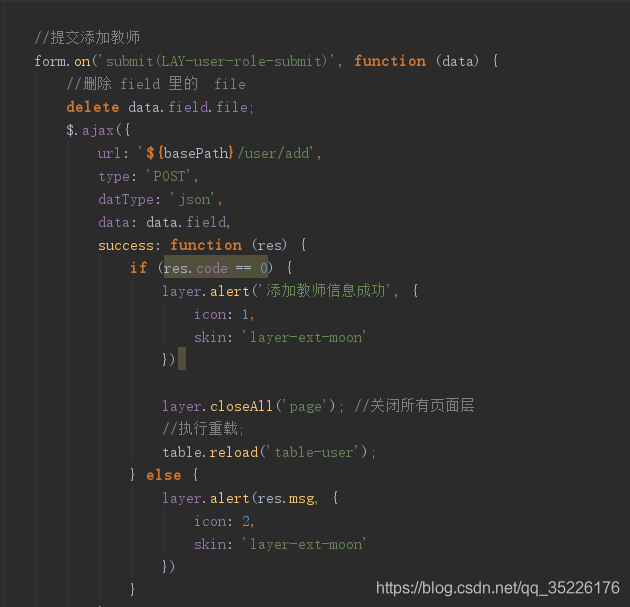 //提交添加教师
form.on('submit(LAY-user-role-submit)', function (data) {
//删除 field 里的  file
delete data.field.file;
$.ajax({
url: '${basePath}/user/add',
type: 'POST',
datType: 'json',
data: data.field,
success: function (res) {
if (res.code == 0) {
layer.alert('添加教师信息成功', {
icon: 1,
skin: 'layer-ext-moon'
})
layer.closeAll('page'); //关闭所有页面层
//执行重载;
table.reload('table-user');
} else {
layer.alert(res.msg, {
icon: 2,
skin: 'layer-ext-moon'
})
}
https://blog.csdn.net/qq_35226176